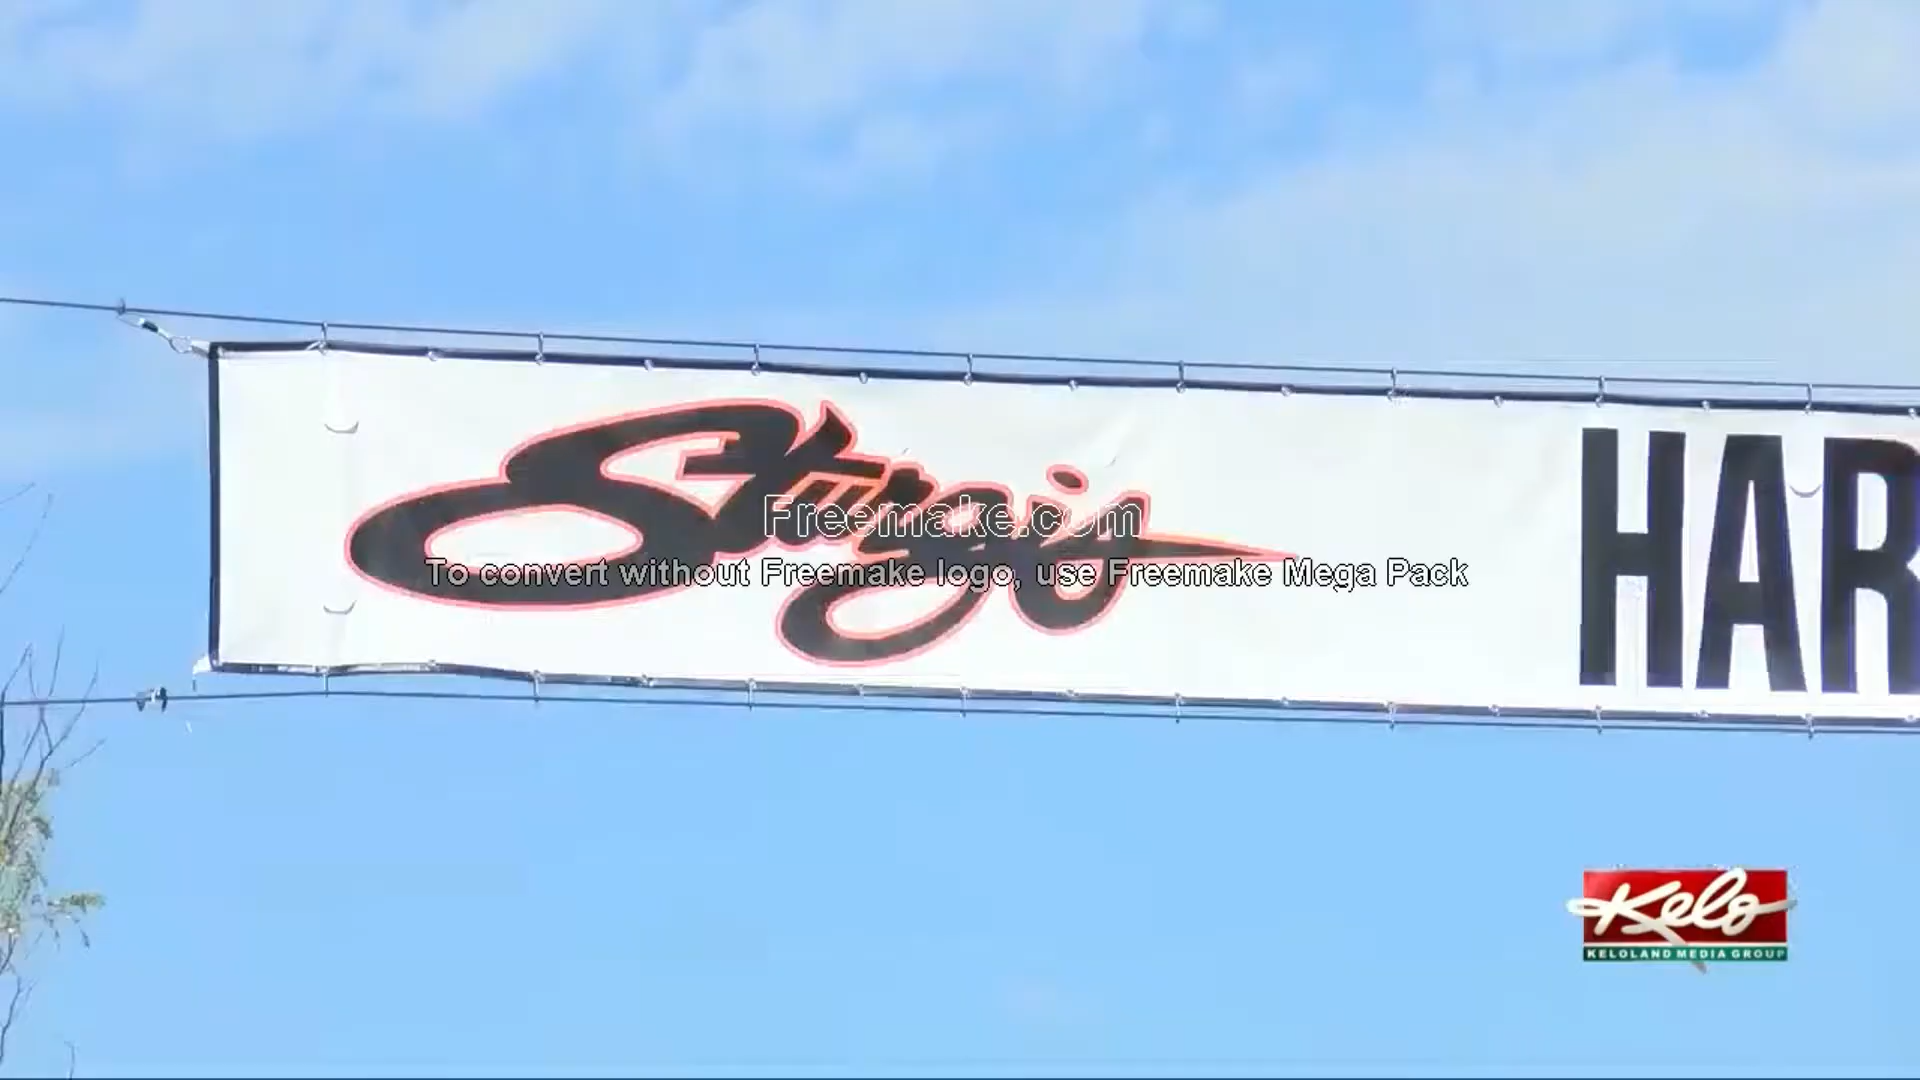 Sturgis
HAR
Freemake.com
To convert without Freemake logo, use Freemake Mega Pack
Kelo
KELOLAND MEDIA GROUP